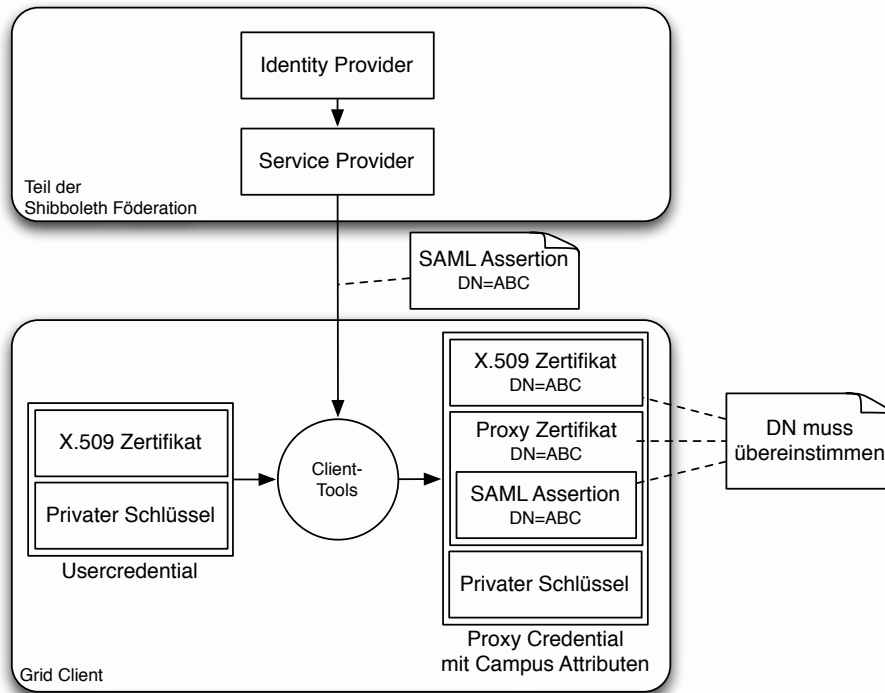 Identity Provider
Service Provider
Teil der
Shibboleth Föderation
SAML Assertion
DN=ABC
X.509 Zertifikat
Privater Schlüssel
Usercredential
Client-
Tools
X.509 Zertifikat
DN=ABC
Proxy Zertifikat
DN=ABC
SAML Assertion
DN=ABC
Privater Schlüssel
Proxy Credential
mit Campus Attributen
DN muss
übereinstimmen
Grid Client